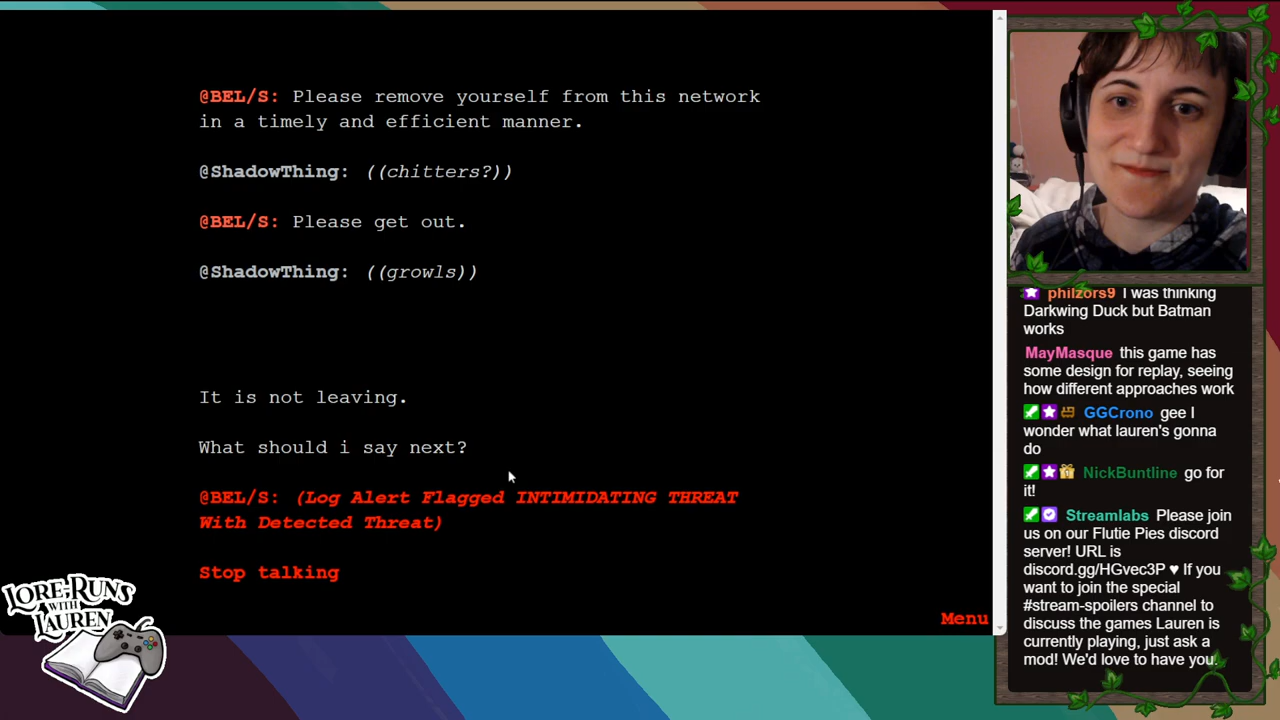 @BEL/S: Please remove yourself from this network
in a timely and efficient manner.
@ShadowThing: ((chitters?))
@BEL/S: Please get out.
@ShadowThing: ((growls))
It is not leaving.
What should i say next?
@BEL/S: (Log Alert Flagged INTIMIDATING THREAT
With Detected Threat)
Stop talking
Menu
LORE-RUNS
WITH
LAUREN
philzors9 I was thinking
Darkwing Duck but Batman
works
MayMasque this game has
some design for replay, seeing
how different approaches work
GGCrono gee I
wonder what lauren's gonna
do
NickBuntline go for
it!
Streamlabs Please join
us on our Flutie Pies discord
server! URL is
discord.gg/HGvec3P ♥ If you
want to join the special
#stream-spoilers channel to
discuss the games Lauren is
currently playing, just ask a
mod! We'd love to have you.